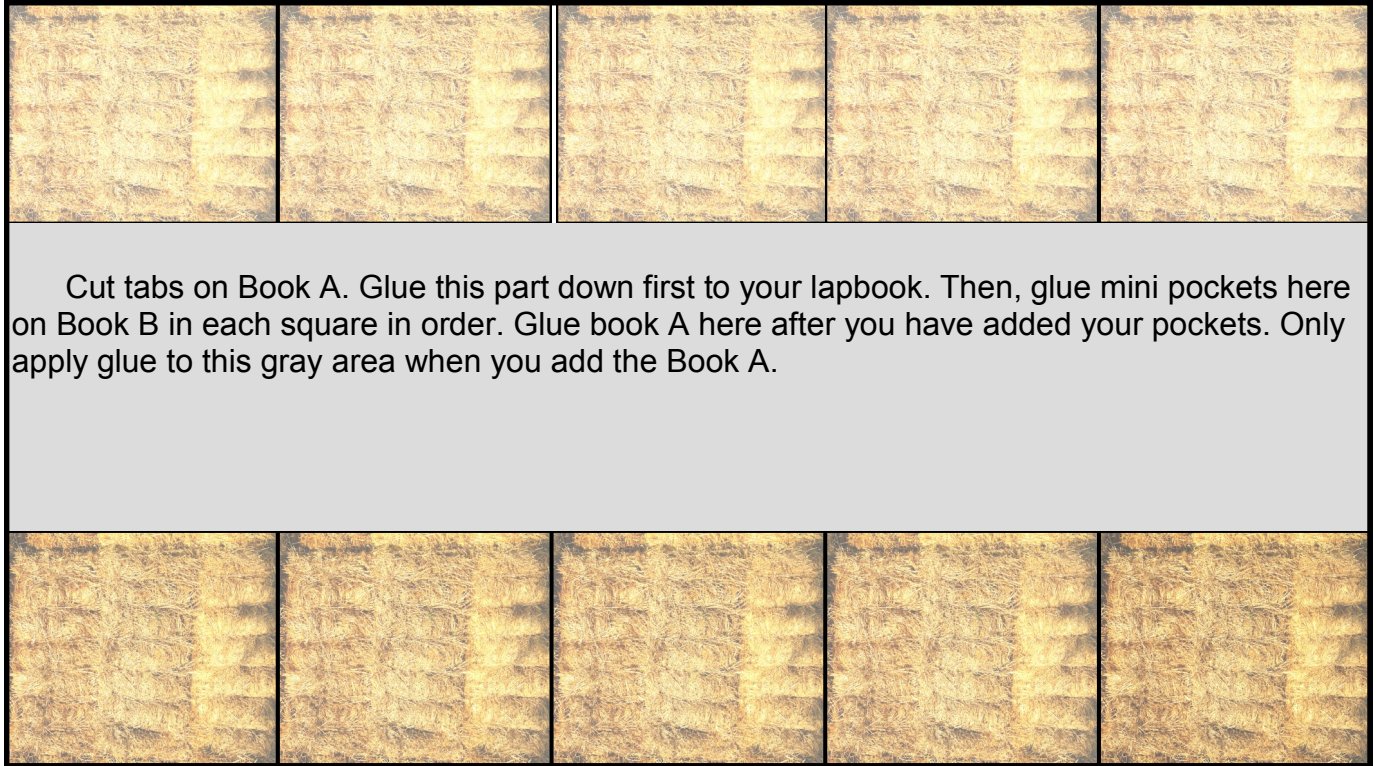 Cut tabs on Book A. Glue this part down first to your lapbook. Then, glue mini pockets here
on Book B in each square in order. Glue book A here after you have added your pockets. Only
apply glue to this gray area when you add the Book A.